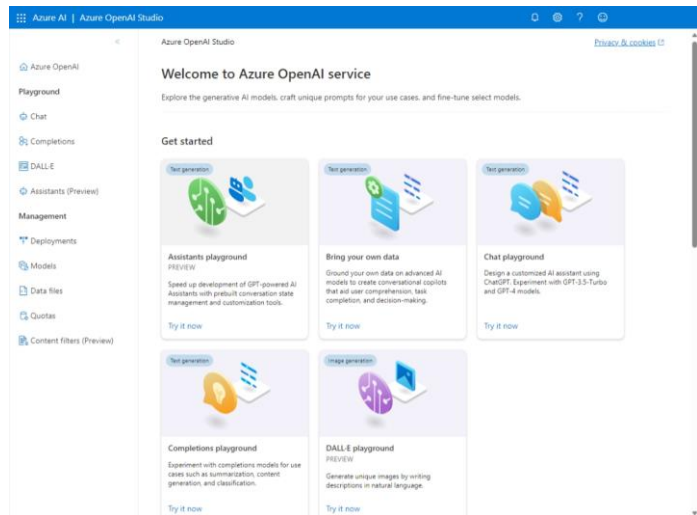 Azure AI | Azure OpenAI Studio
Azure OpenAI
Playground
Chat
Completions
DALL·E
Assistants (Preview)
Management
Deployments
Models
Data files
Quotas
Content filters (Preview)
Azure OpenAI Studio
Privacy & cookies
Welcome to Azure OpenAI service
Explore the generative AI models, craft unique prompts for your use cases, and fine-tune select models.
Get started
Text generation
Assistants playground
PREVIEW
Speed up development of GPT-powered AI
Assistants with prebuilt conversation state
management and customization tools.
Try it now
Text generation
Bring your own data
Ground your own data on advanced AI
models to create conversational copilots
that aid user comprehension, task
completion, and decision-making.
Try it now
Text generation
Chat playground
Design a customized AI assistant using
ChatGPT. Experiment with GPT-3.5-Turbo
and GPT-4 models.
Try it now
Text generation
Completions playground
Experiment with completions models for use
cases such as summarization, content
generation, and classification.
Try it now
Image generation
DALL·E playground
PREVIEW
Generate unique images by writing
descriptions in natural language.
Try it now